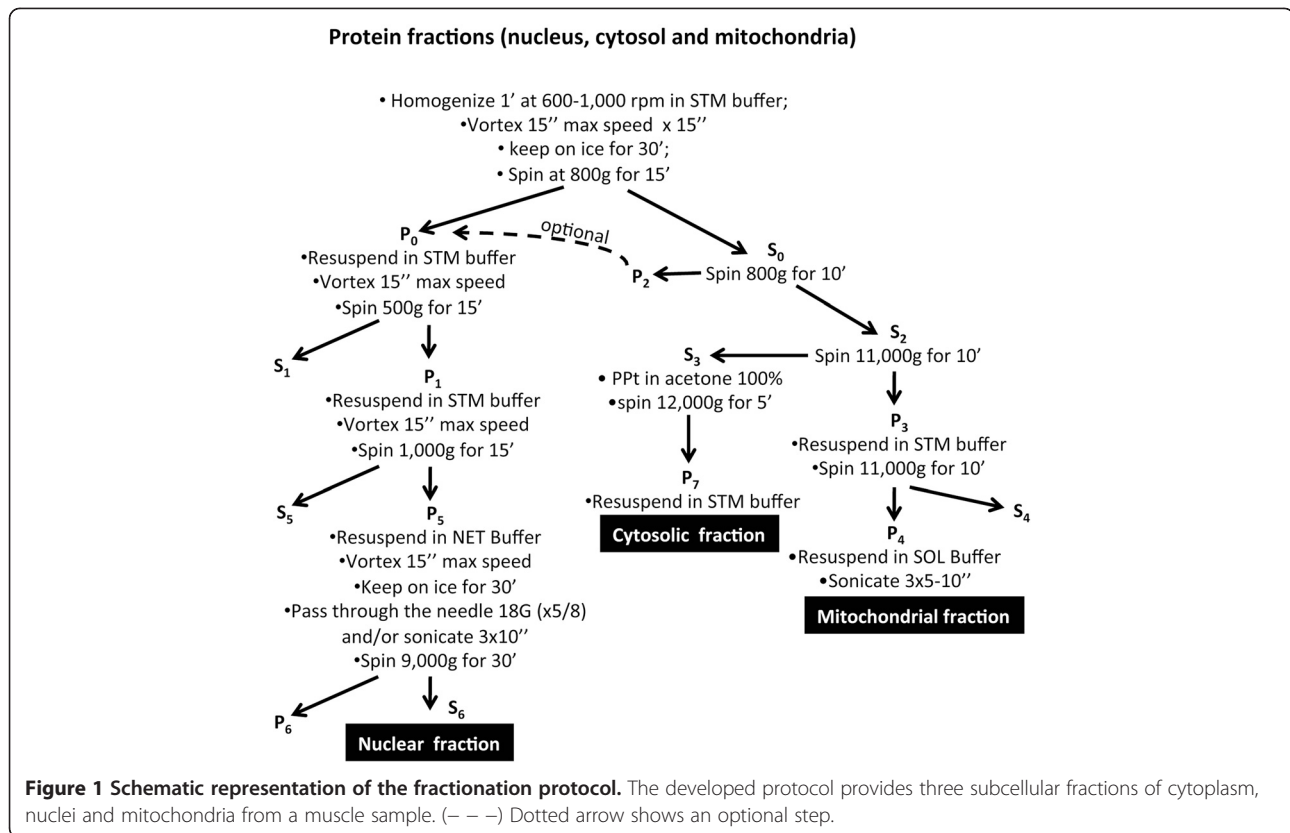 Protein fractions (nucleus, cytosol and mitochondria)
• Homogenize 1' at 600-1,000 rpm in STM buffer;
•Vortex 15'' max speed x 15''
• keep on ice for 30';
• Spin at 800g for 15'
P0
•Resuspend in STM buffer
•Vortex 15'' max speed
•Spin 500g for 15'
optional
P2
S0
Spin 800g for 10'
S1
P1
•Resuspend in STM buffer
•Vortex 15'' max speed
•Spin 1,000g for 15'
S2
Spin 11,000g for 10'
S3
• PPt in acetone 100%
•spin 12,000g for 5'
P3
•Resuspend in STM buffer
•Spin 11,000g for 10'
S5
P5
•Resuspend in NET Buffer
•Vortex 15'' max speed
•Keep on ice for 30'
•Pass through the needle 18G (x5/8)
and/or sonicate 3x10''
•Spin 9,000g for 30'
P7
•Resuspend in STM buffer
Cytosolic fraction
P4
•Resuspend in SOL Buffer
•Sonicate 3x5-10''
Mitochondrial fraction
S4
P6
S6
Nuclear fraction
Figure 1 Schematic representation of the fractionation protocol. The developed protocol provides three subcellular fractions of cytoplasm,
nuclei and mitochondria from a muscle sample. (– – –) Dotted arrow shows an optional step.